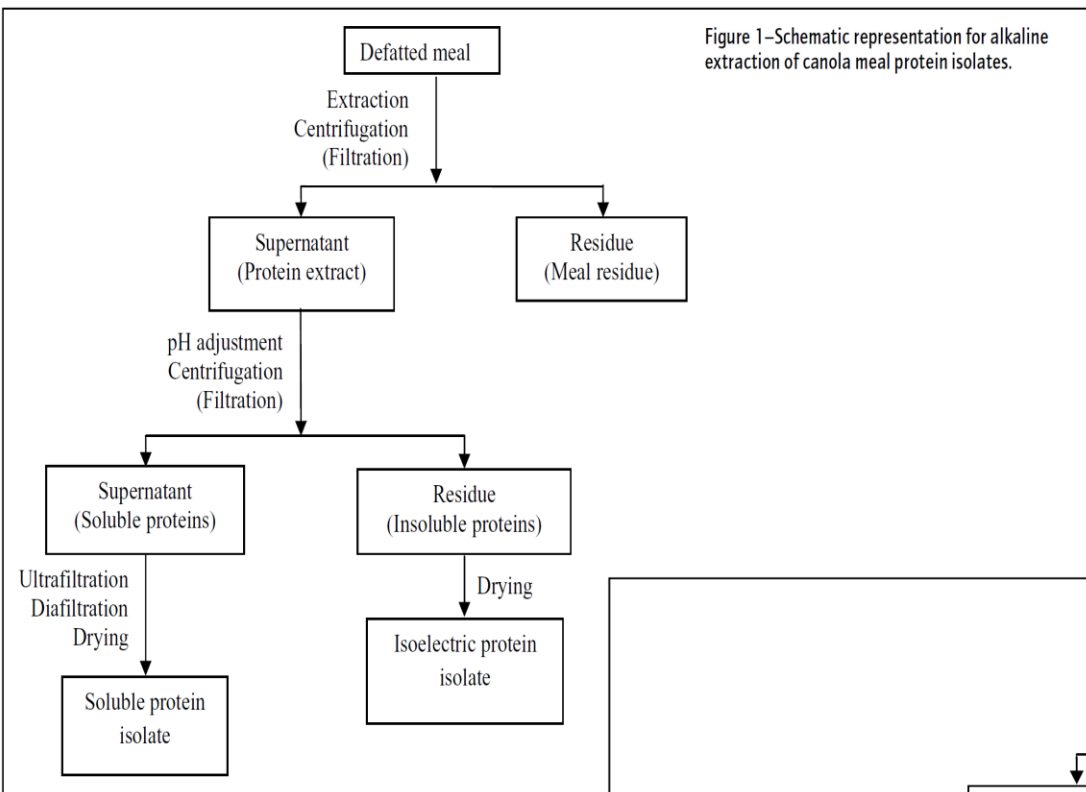 Figure 1–Schematic representation for alkaline
extraction of canola meal protein isolates.
Defatted meal
Extraction
Centrifugation
(Filtration)
Supernatant
(Protein extract)
Residue
(Meal residue)
pH adjustment
Centrifugation
(Filtration)
Supernatant
(Soluble proteins)
Residue
(Insoluble proteins)
Ultrafiltration
Diafiltration
Drying
Drying
Isoelectric protein
isolate
Soluble protein
isolate